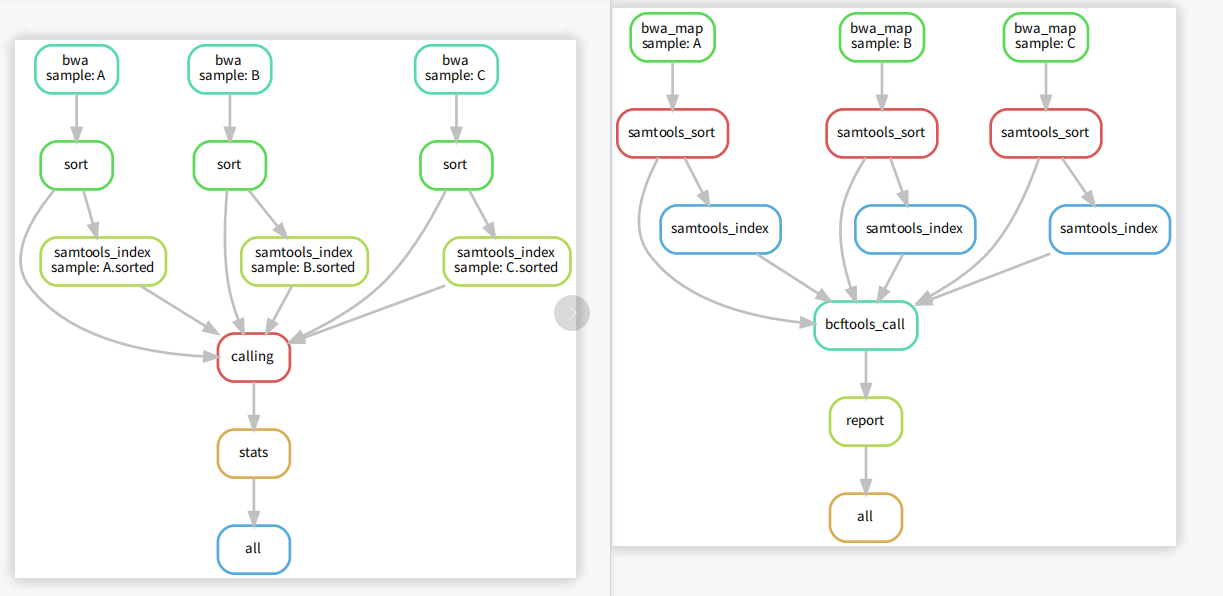 bwa
sample: A
bwa
sample: B
bwa
sample: C
sort
sort
sort
samtools_index
sample: A.sorted
samtools_index
sample: B.sorted
samtools_index
sample: C.sorted
calling
stats
all
bwa_map
sample: A
bwa_map
sample: B
bwa_map
sample: C
samtools_sort
samtools_sort
samtools_sort
samtools_index
samtools_index
samtools_index
bcftools_call
report
all